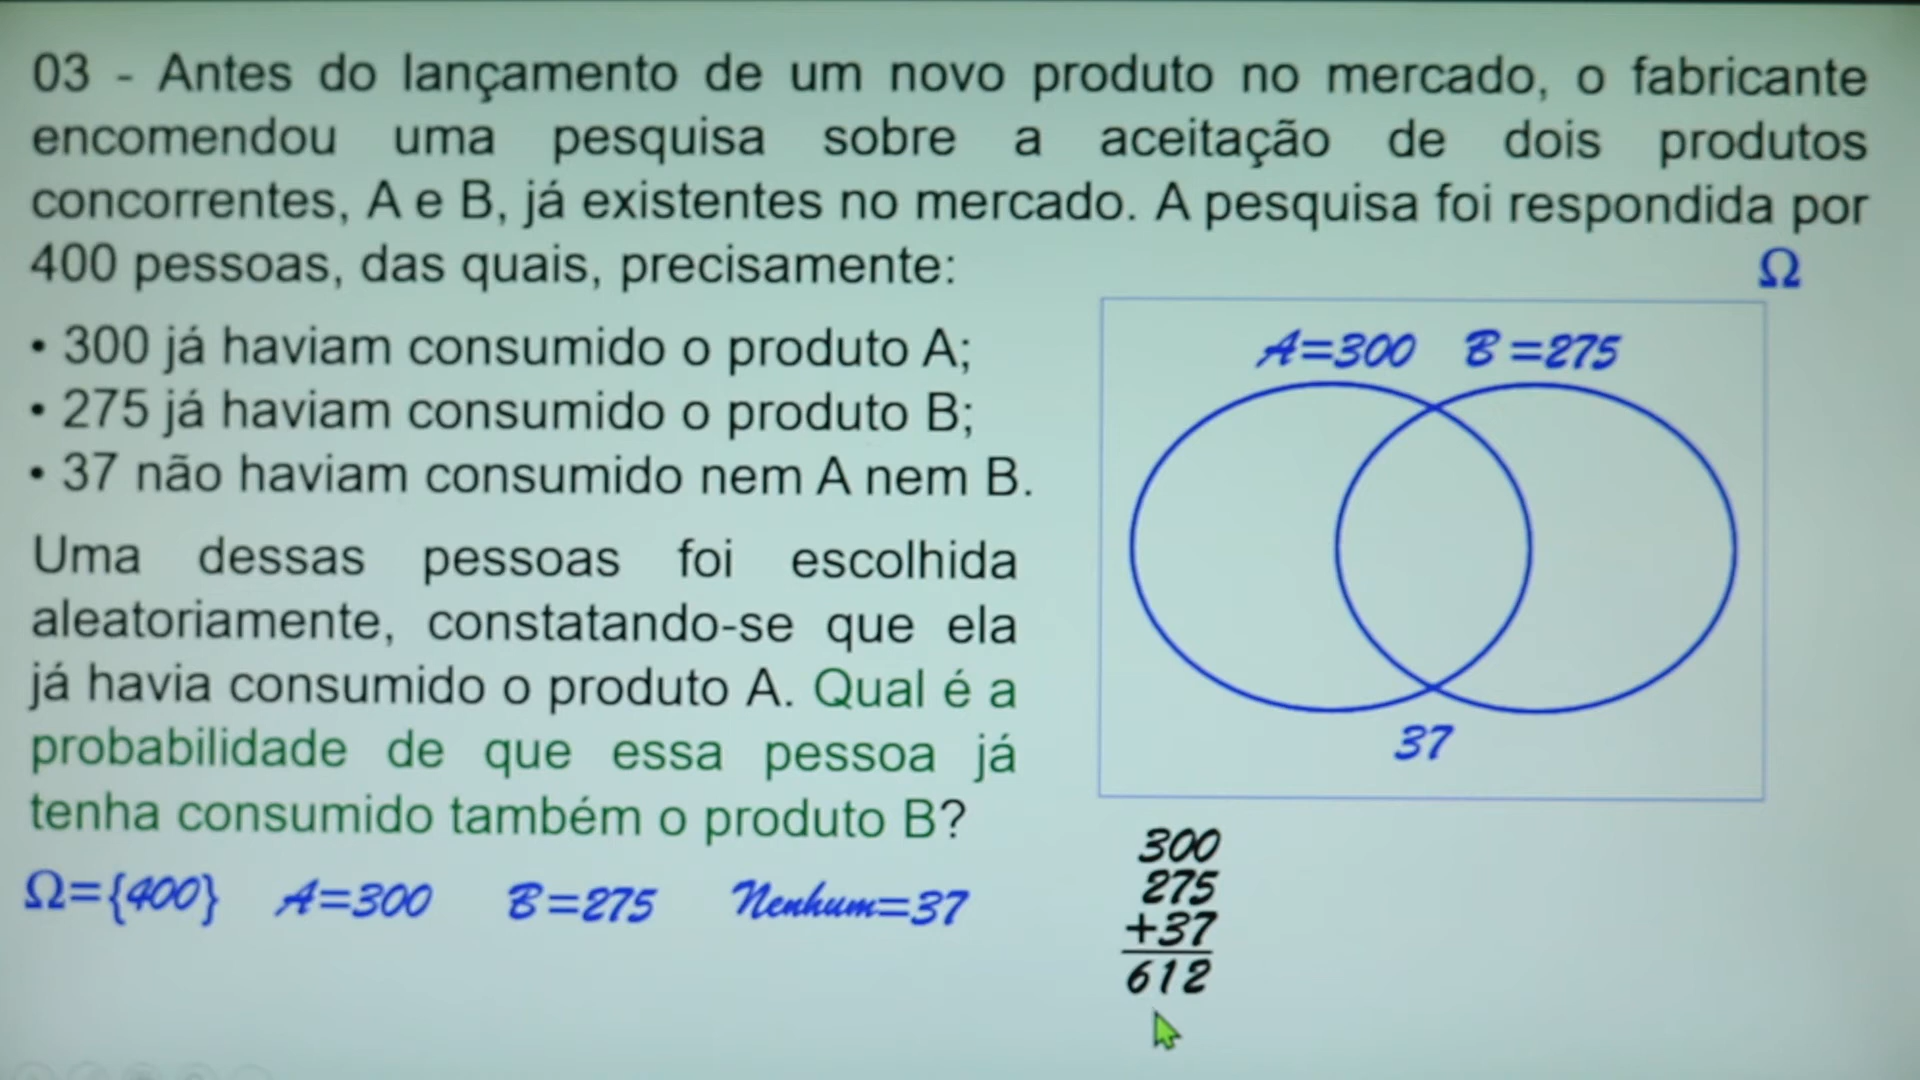 03 - Antes do lançamento de um novo produto no mercado, o fabricante
encomendou uma pesquisa sobre a aceitação de dois produtos
concorrentes, A e B, já existentes no mercado. A pesquisa foi respondida por
400 pessoas, das quais, precisamente:
• 300 já haviam consumido o produto A;
• 275 já haviam consumido o produto B;
• 37 não haviam consumido nem A nem B.
Uma dessas pessoas foi escolhida
aleatoriamente, constatando-se que ela
já havia consumido o produto A. Qual é a
probabilidade de que essa pessoa já
tenha consumido também o produto B?
Ω={400} A=300 B=275 Nenhum=37
Ω
A=300 B=275
37
300
275
+37
612